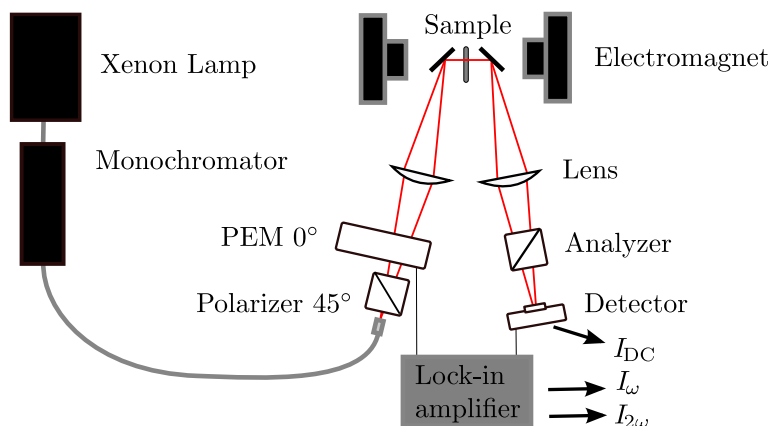 Sample
Xenon Lamp
Electromagnet
Monochromator
Lens
PEM 0°
Analyzer
Polarizer 45°
Detector
I_DC
Lock-in
amplifier
I_ω
I_2ω